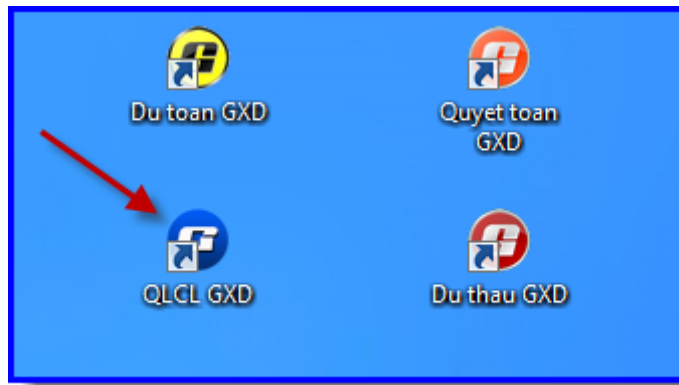 Du toan GXD
Quyet toan
GXD
QLCL GXD
Du thau GXD